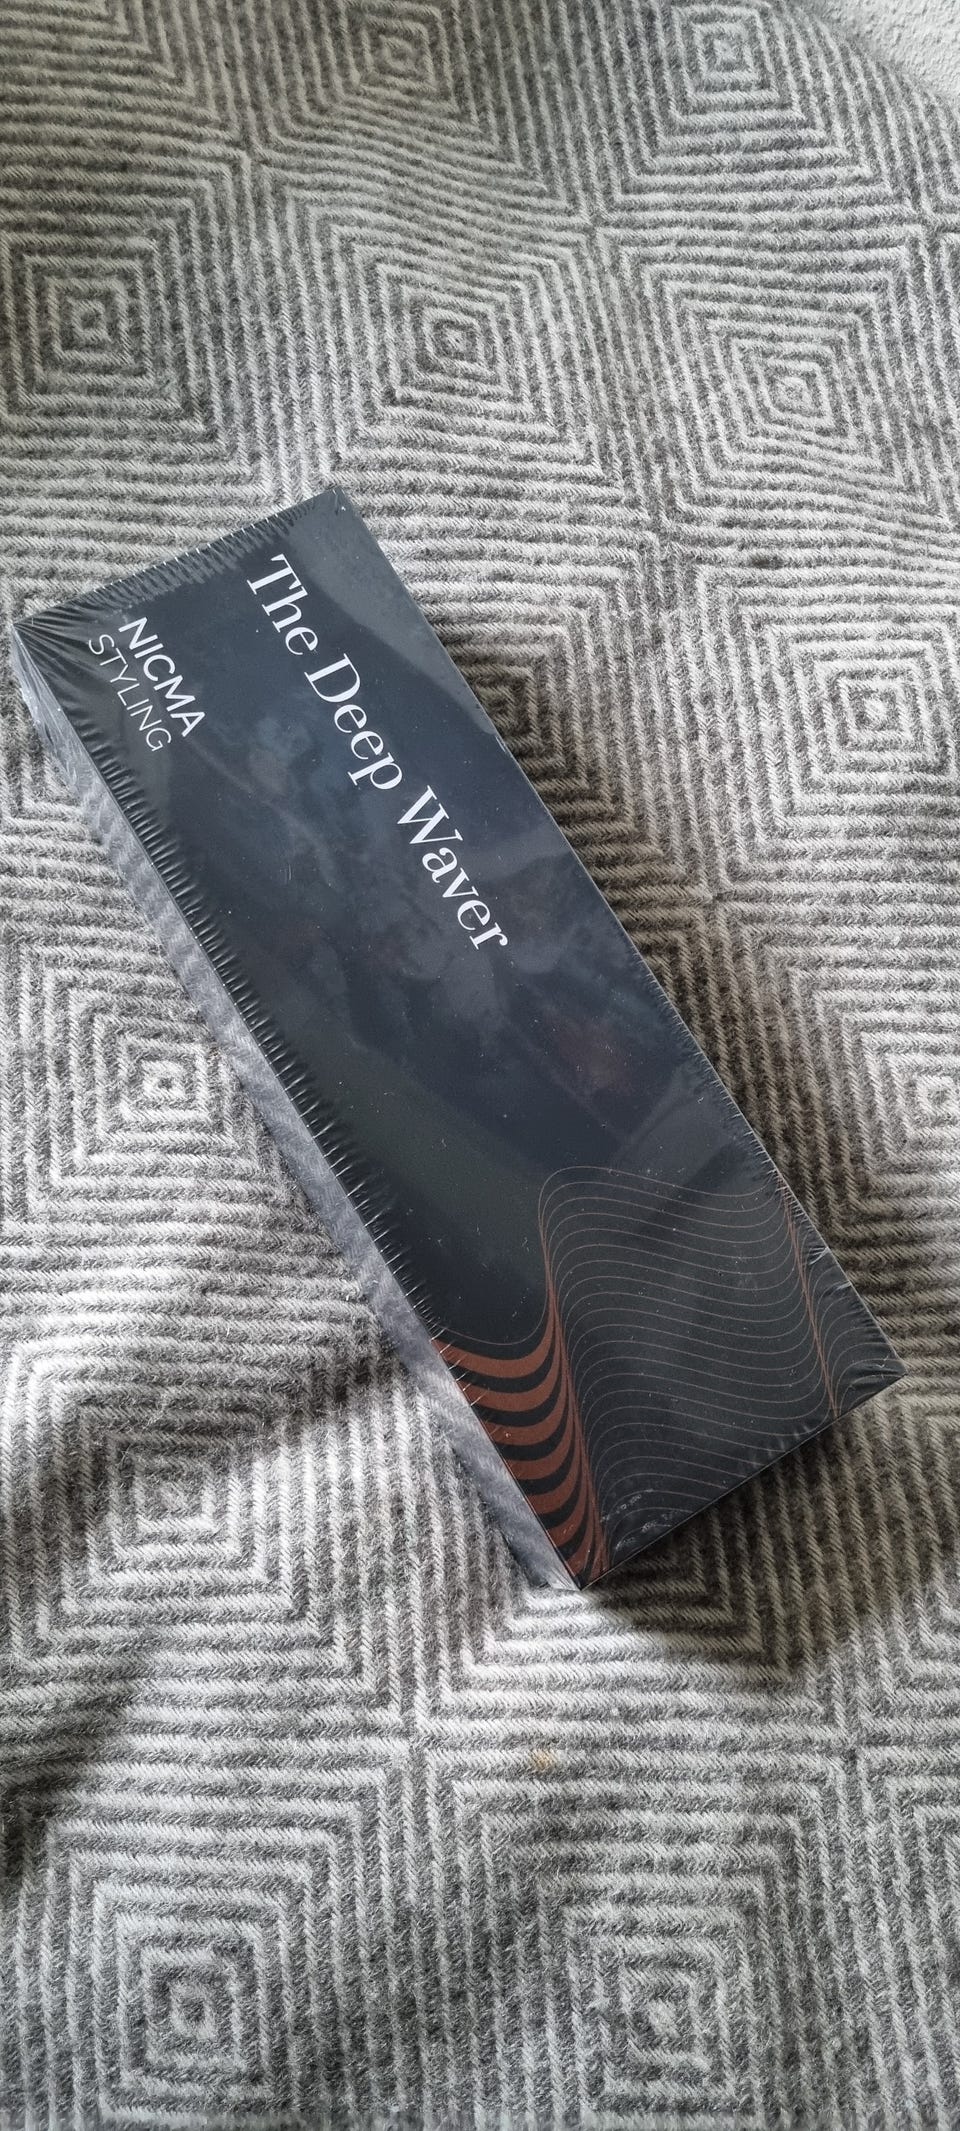 The Deep Waver
NICMA
STYLING